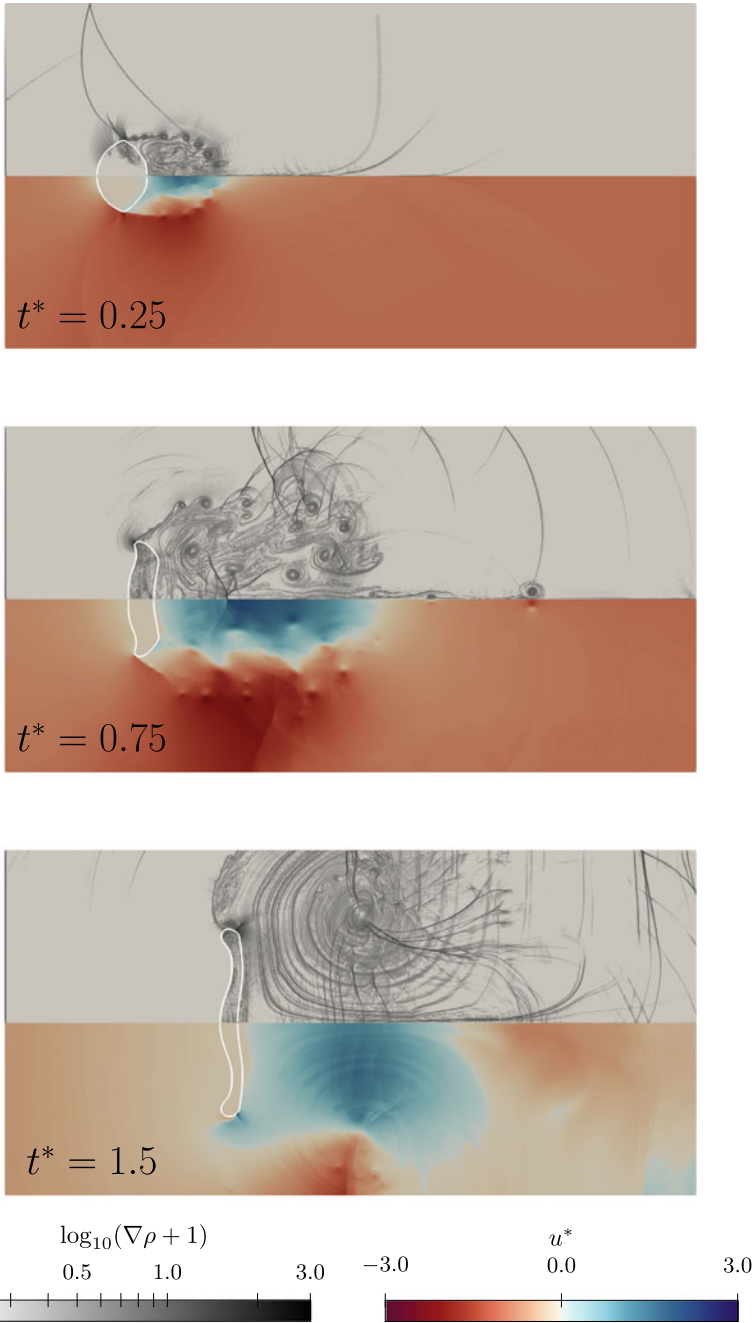 t* = 0.25
t* = 0.75
t* = 1.5
log₁₀(∇ρ + 1)
0.5 1.0 3.0
u*
−3.0 0.0 3.0